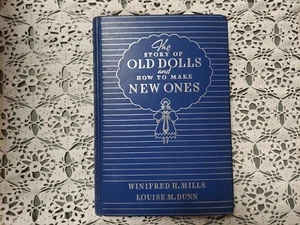 The
STORY OF
OLD DOLLS
and
HOW TO MAKE
NEW ONES
WINIFRED H. MILLS
LOUISE M. DUNN